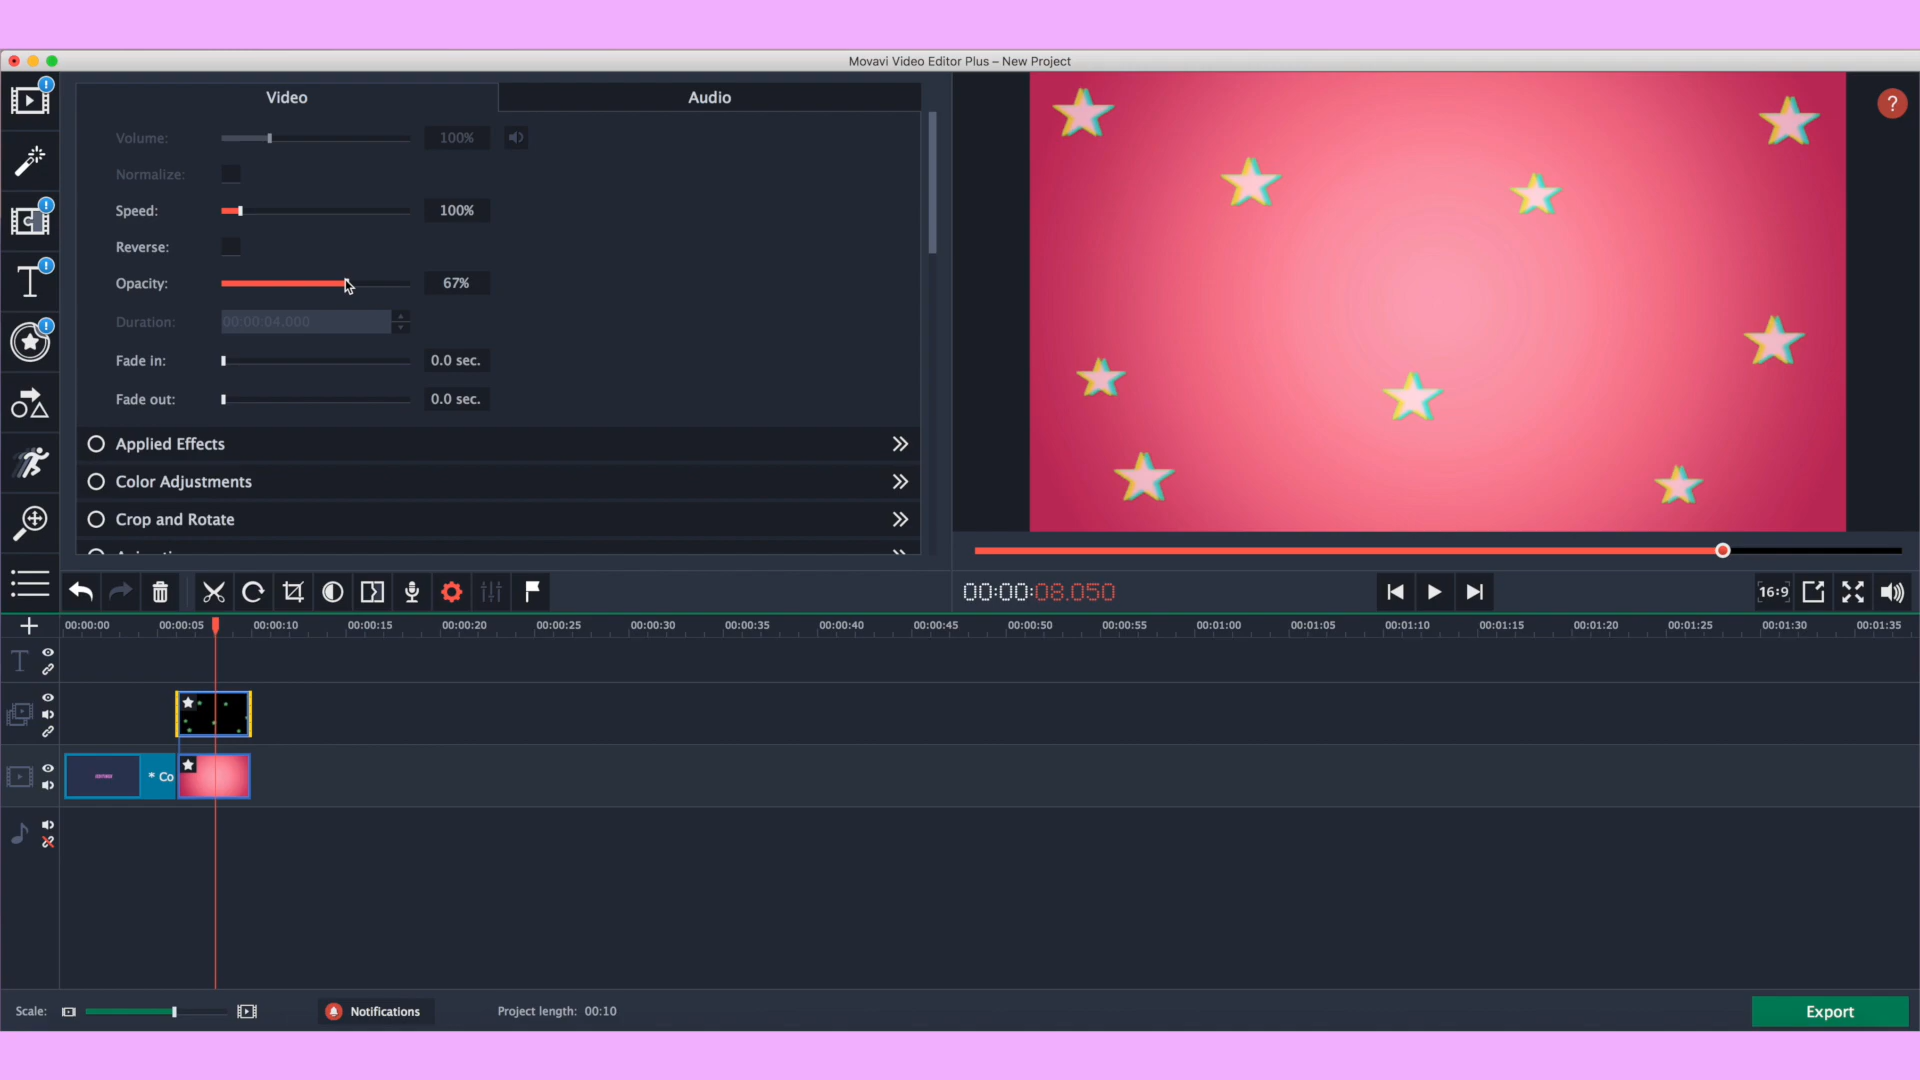 Movavi Video Editor Plus – New Project
Video
Audio
Volume:
100%
Normalize:
Speed:
100%
Reverse:
Opacity:
67%
Duration:
00:00:04,000
Fade in:
0.0 sec.
Fade out:
0.0 sec.
Applied Effects
Color Adjustments
Crop and Rotate
?
00:00:08.050
16:9
00:00:00
00:00:05
00:00:10
00:00:15
00:00:20
00:00:25
00:00:30
00:00:35
00:00:40
00:00:45
00:00:50
00:00:55
00:01:00
00:01:05
00:01:10
00:01:15
00:01:20
00:01:25
00:01:30
00:01:35
* Co
Scale:
Notifications
Project length: 00:10
Export